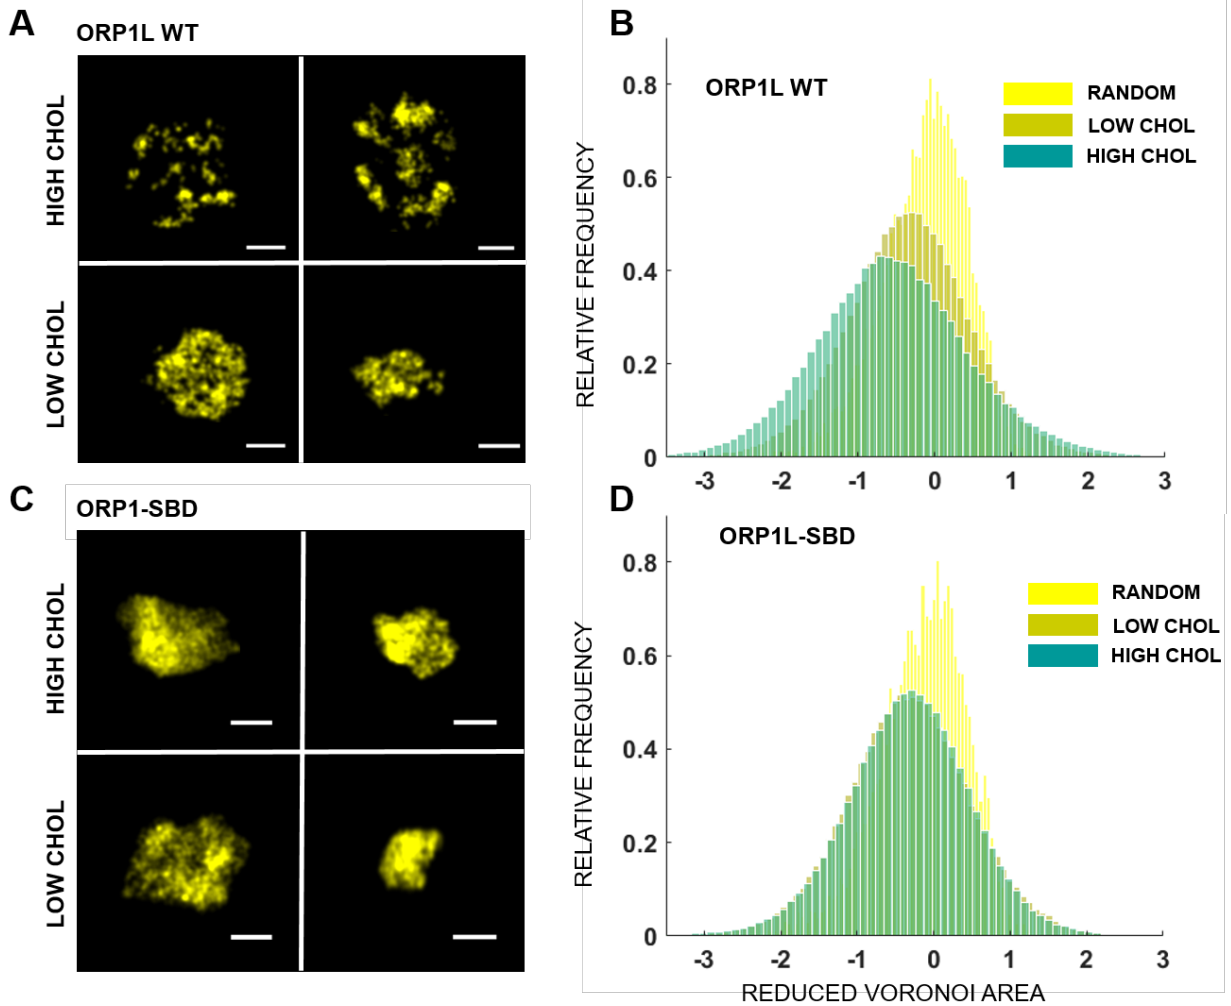 A
ORP1L WT
HIGH CHOL
LOW CHOL
B
ORP1L WT
RANDOM
LOW CHOL
HIGH CHOL
RELATIVE FREQUENCY
0.8
0.6
0.4
0.2
0
-3 -2 -1 0 1 2 3
C
ORP1-SBD
HIGH CHOL
LOW CHOL
D
ORP1L-SBD
RANDOM
LOW CHOL
HIGH CHOL
RELATIVE FREQUENCY
0.8
0.6
0.4
0.2
0
-3 -2 -1 0 1 2 3
REDUCED VORONOI AREA